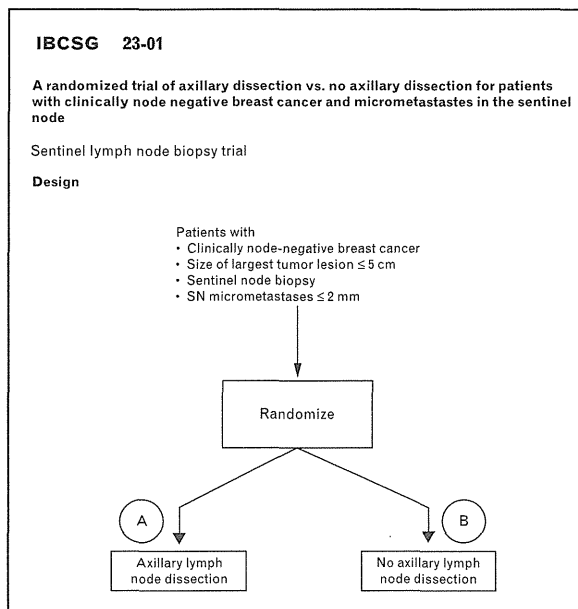 IBCSG 23-01
A randomized trial of axillary dissection vs. no axillary dissection for patients
with clinically node negative breast cancer and micrometastastes in the sentinel
node
Sentinel lymph node biopsy trial
Design
Patients with
• Clinically node-negative breast cancer
• Size of largest tumor lesion ≤ 5 cm
• Sentinel node biopsy
• SN micrometastases ≤ 2 mm
Randomize
A
B
Axillary lymph
node dissection
No axillary lymph
node dissection